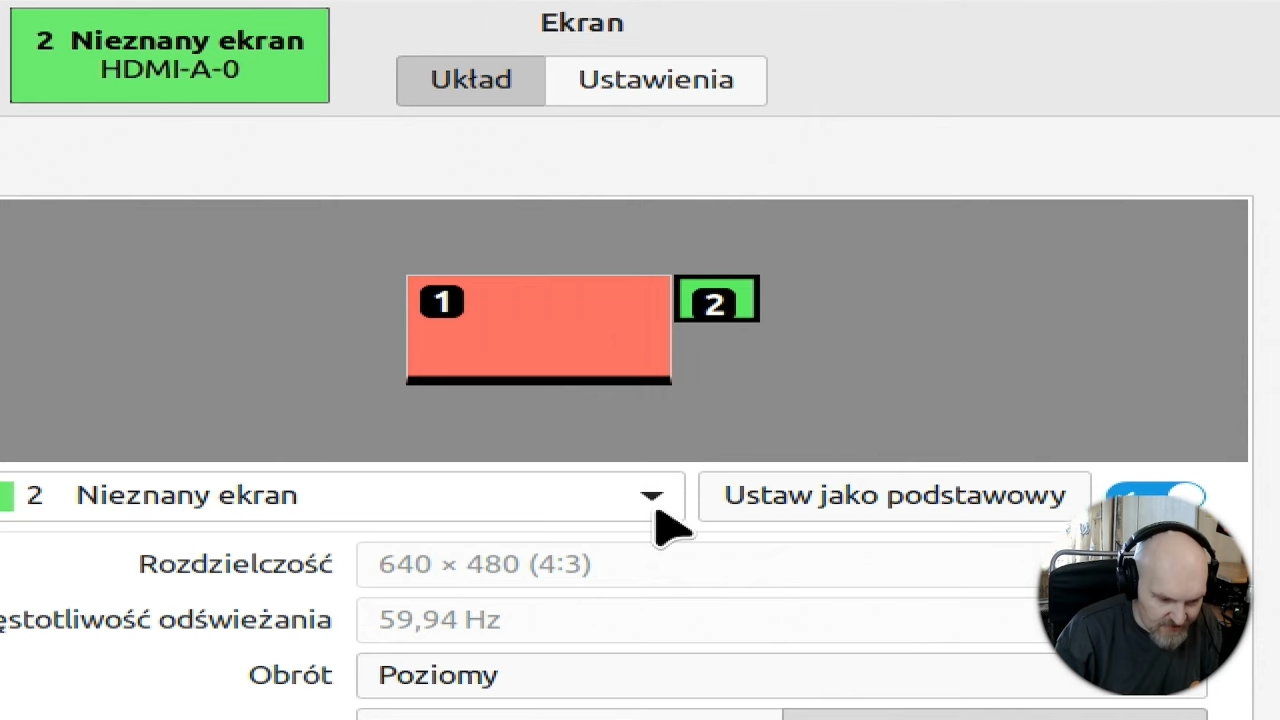 2 Nieznany ekran
HDMI-A-0
Ekran
Układ
Ustawienia
1
2
2 Nieznany ekran
Ustaw jako podstawowy
Rozdzielczość
640 × 480 (4:3)
ęstotliwość odświeżania
59,94 Hz
Obrót
Poziomy